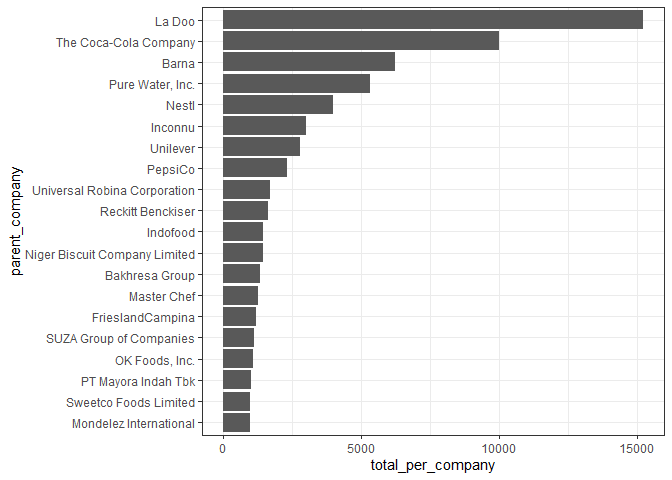 La Doo
The Coca-Cola Company
Barna
Pure Water, Inc.
Nestl
Inconnu
Unilever
PepsiCo
Universal Robina Corporation
Reckitt Benckiser
Indofood
Niger Biscuit Company Limited
Bakhresa Group
Master Chef
FrieslandCampina
SUZA Group of Companies
OK Foods, Inc.
PT Mayora Indah Tbk
Sweetco Foods Limited
Mondelez International
parent_company
0 5000 10000 15000
total_per_company